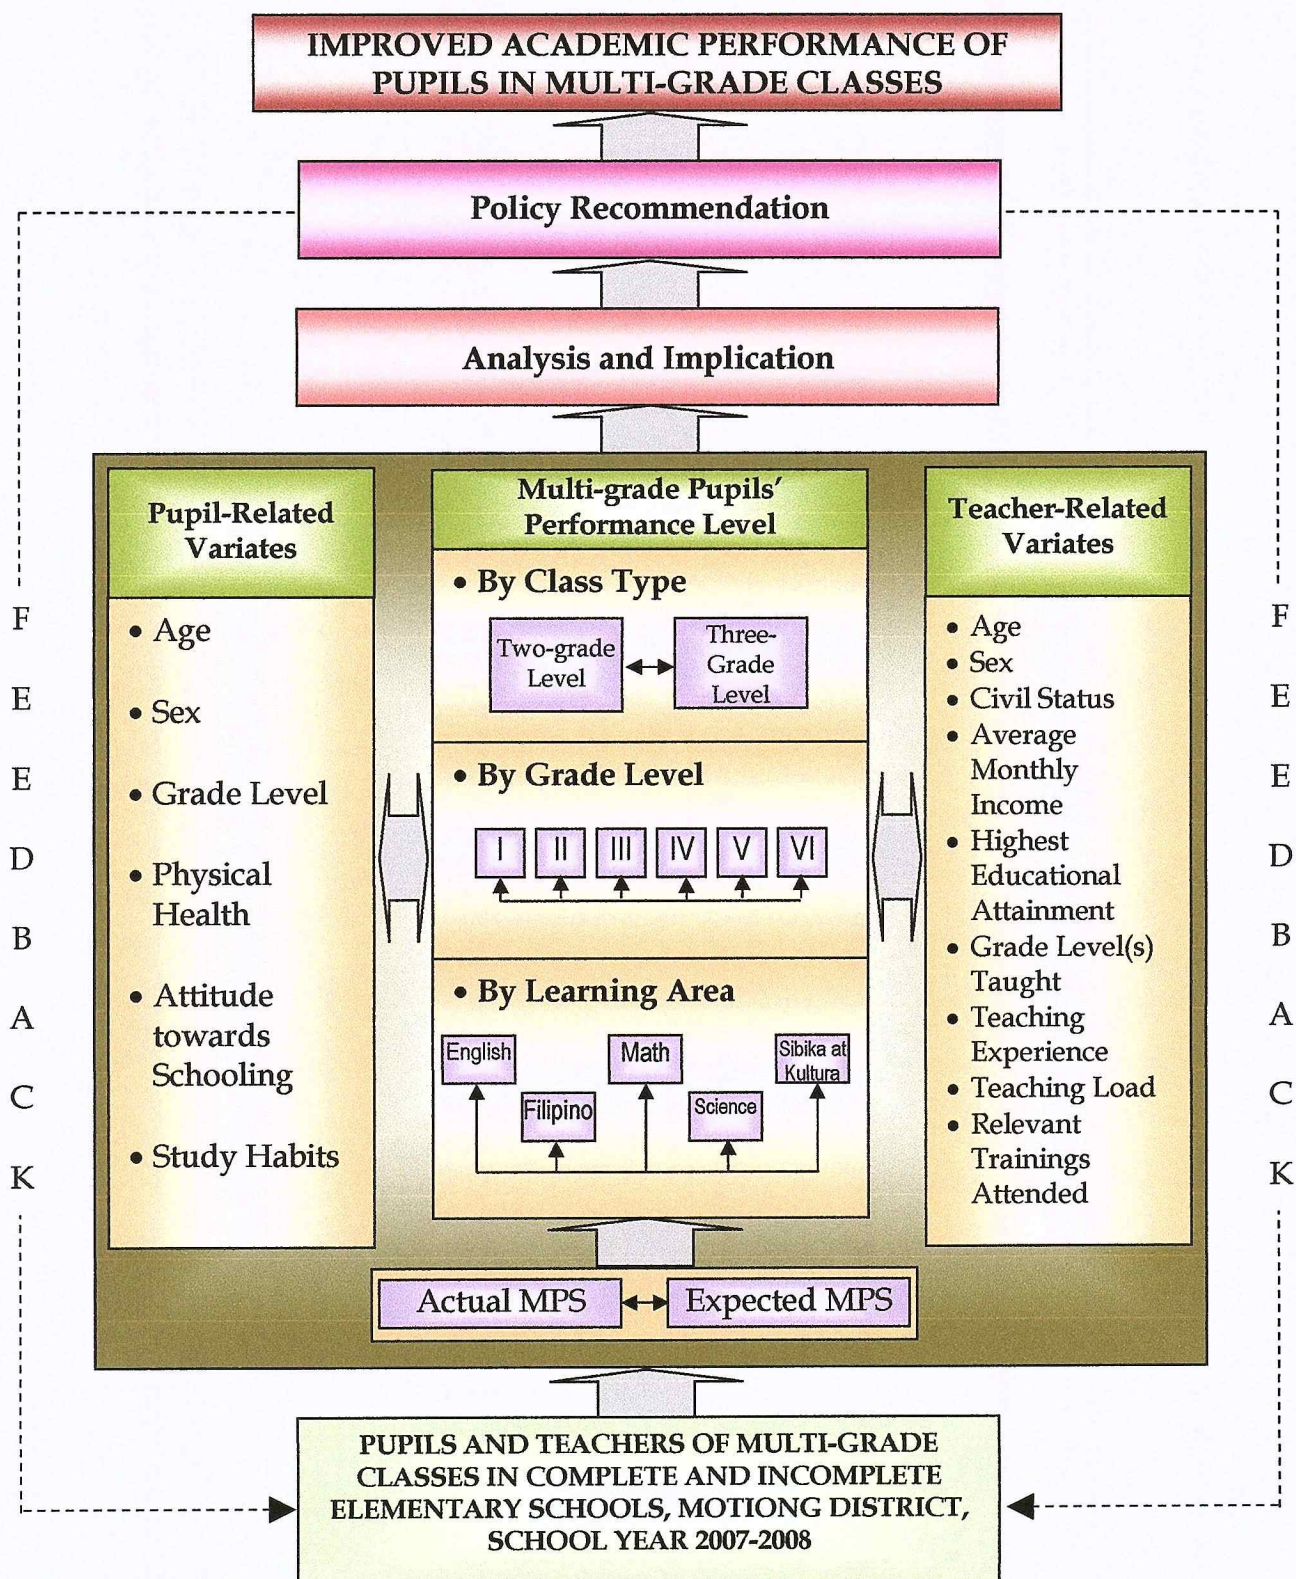 IMPROVED ACADEMIC PERFORMANCE OF
PUPILS IN MULTI-GRADE CLASSES
Policy Recommendation
Analysis and Implication
Pupil-Related
Variates
• Age
• Sex
• Grade Level
• Physical
Health
• Attitude
towards
Schooling
• Study Habits
Multi-grade Pupils'
Performance Level
• By Class Type
Two-grade
Level
Three-
Grade
Level
• By Grade Level
I II III IV V VI
• By Learning Area
English
Math
Sibika at
Kultura
Filipino
Science
Teacher-Related
Variates
• Age
• Sex
• Civil Status
• Average
Monthly
Income
• Highest
Educational
Attainment
• Grade Level(s)
Taught
• Teaching
Experience
• Teaching Load
• Relevant
Trainings
Attended
Actual MPS
Expected MPS
F
E
E
D
B
A
C
K
F
E
E
D
B
A
C
K
PUPILS AND TEACHERS OF MULTI-GRADE
CLASSES IN COMPLETE AND INCOMPLETE
ELEMENTARY SCHOOLS, MOTIONG DISTRICT,
SCHOOL YEAR 2007-2008